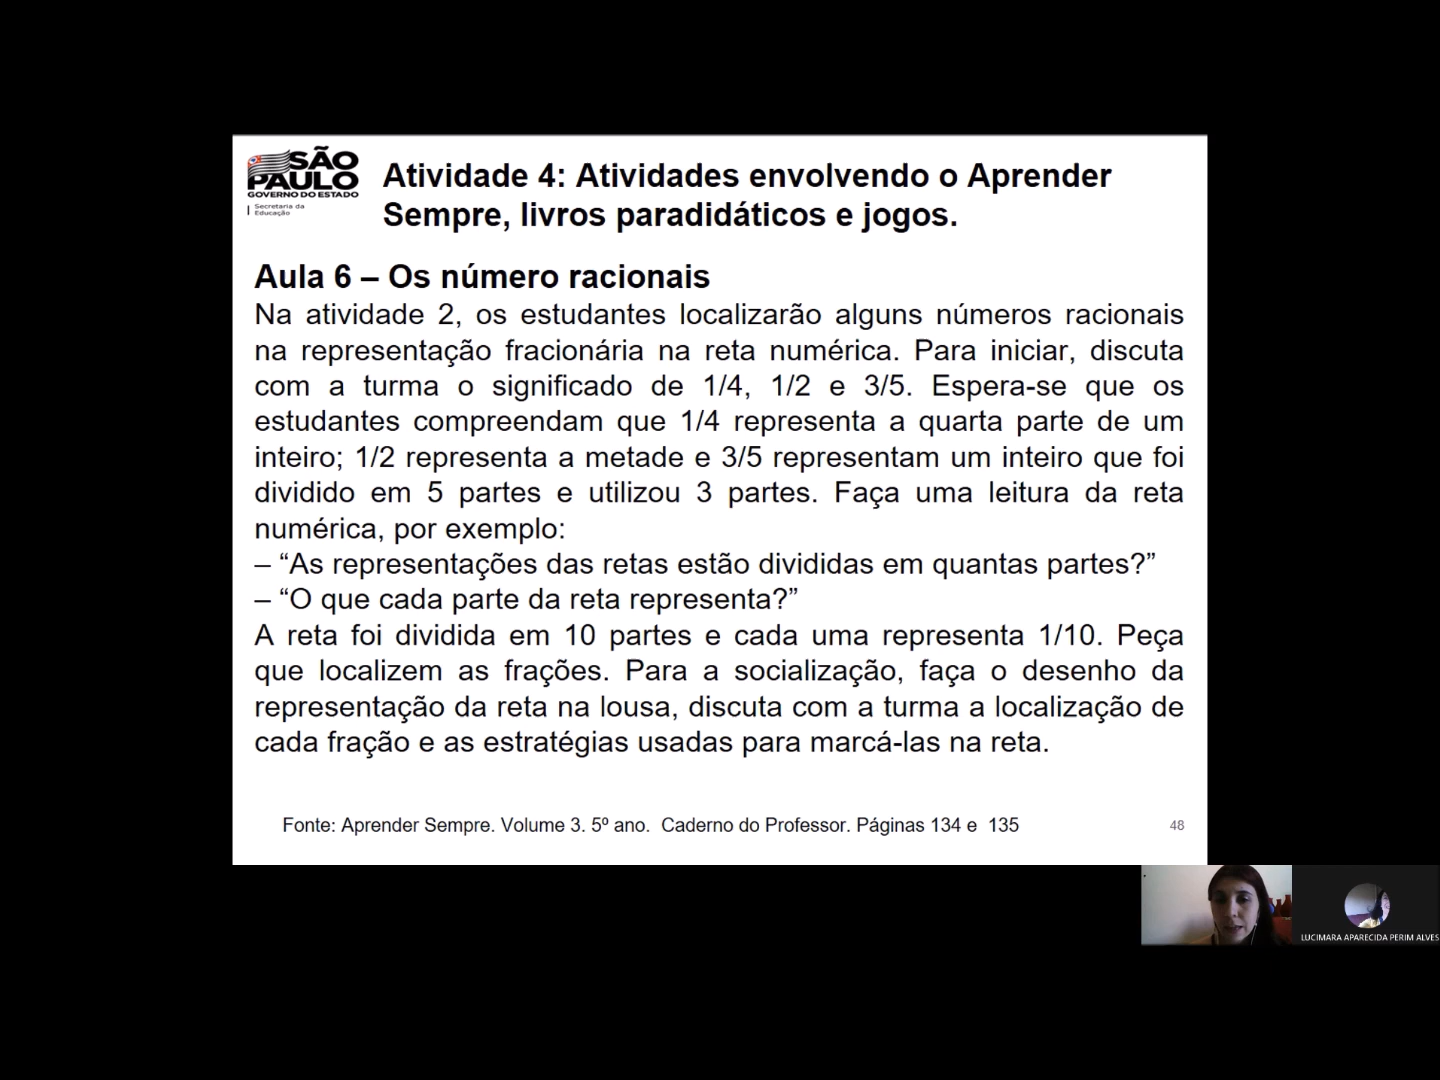 SÃO
PAULO
GOVERNO DO ESTADO
Secretaria da
Educação
Atividade 4: Atividades envolvendo o Aprender
Sempre, livros paradidáticos e jogos.
Aula 6 – Os número racionais
Na atividade 2, os estudantes localizarão alguns números racionais
na representação fracionária na reta numérica. Para iniciar, discuta
com a turma o significado de 1/4, 1/2 e 3/5. Espera-se que os
estudantes compreendam que 1/4 representa a quarta parte de um
inteiro; 1/2 representa a metade e 3/5 representam um inteiro que foi
dividido em 5 partes e utilizou 3 partes. Faça uma leitura da reta
numérica, por exemplo:
– “As representações das retas estão divididas em quantas partes?”
– “O que cada parte da reta representa?”
A reta foi dividida em 10 partes e cada uma representa 1/10. Peça
que localizem as frações. Para a socialização, faça o desenho da
representação da reta na lousa, discuta com a turma a localização de
cada fração e as estratégias usadas para marcá-las na reta.
Fonte: Aprender Sempre. Volume 3. 5º ano. Caderno do Professor. Páginas 134 e 135
48
LUCIMARA APARECIDA PERIM ALVES